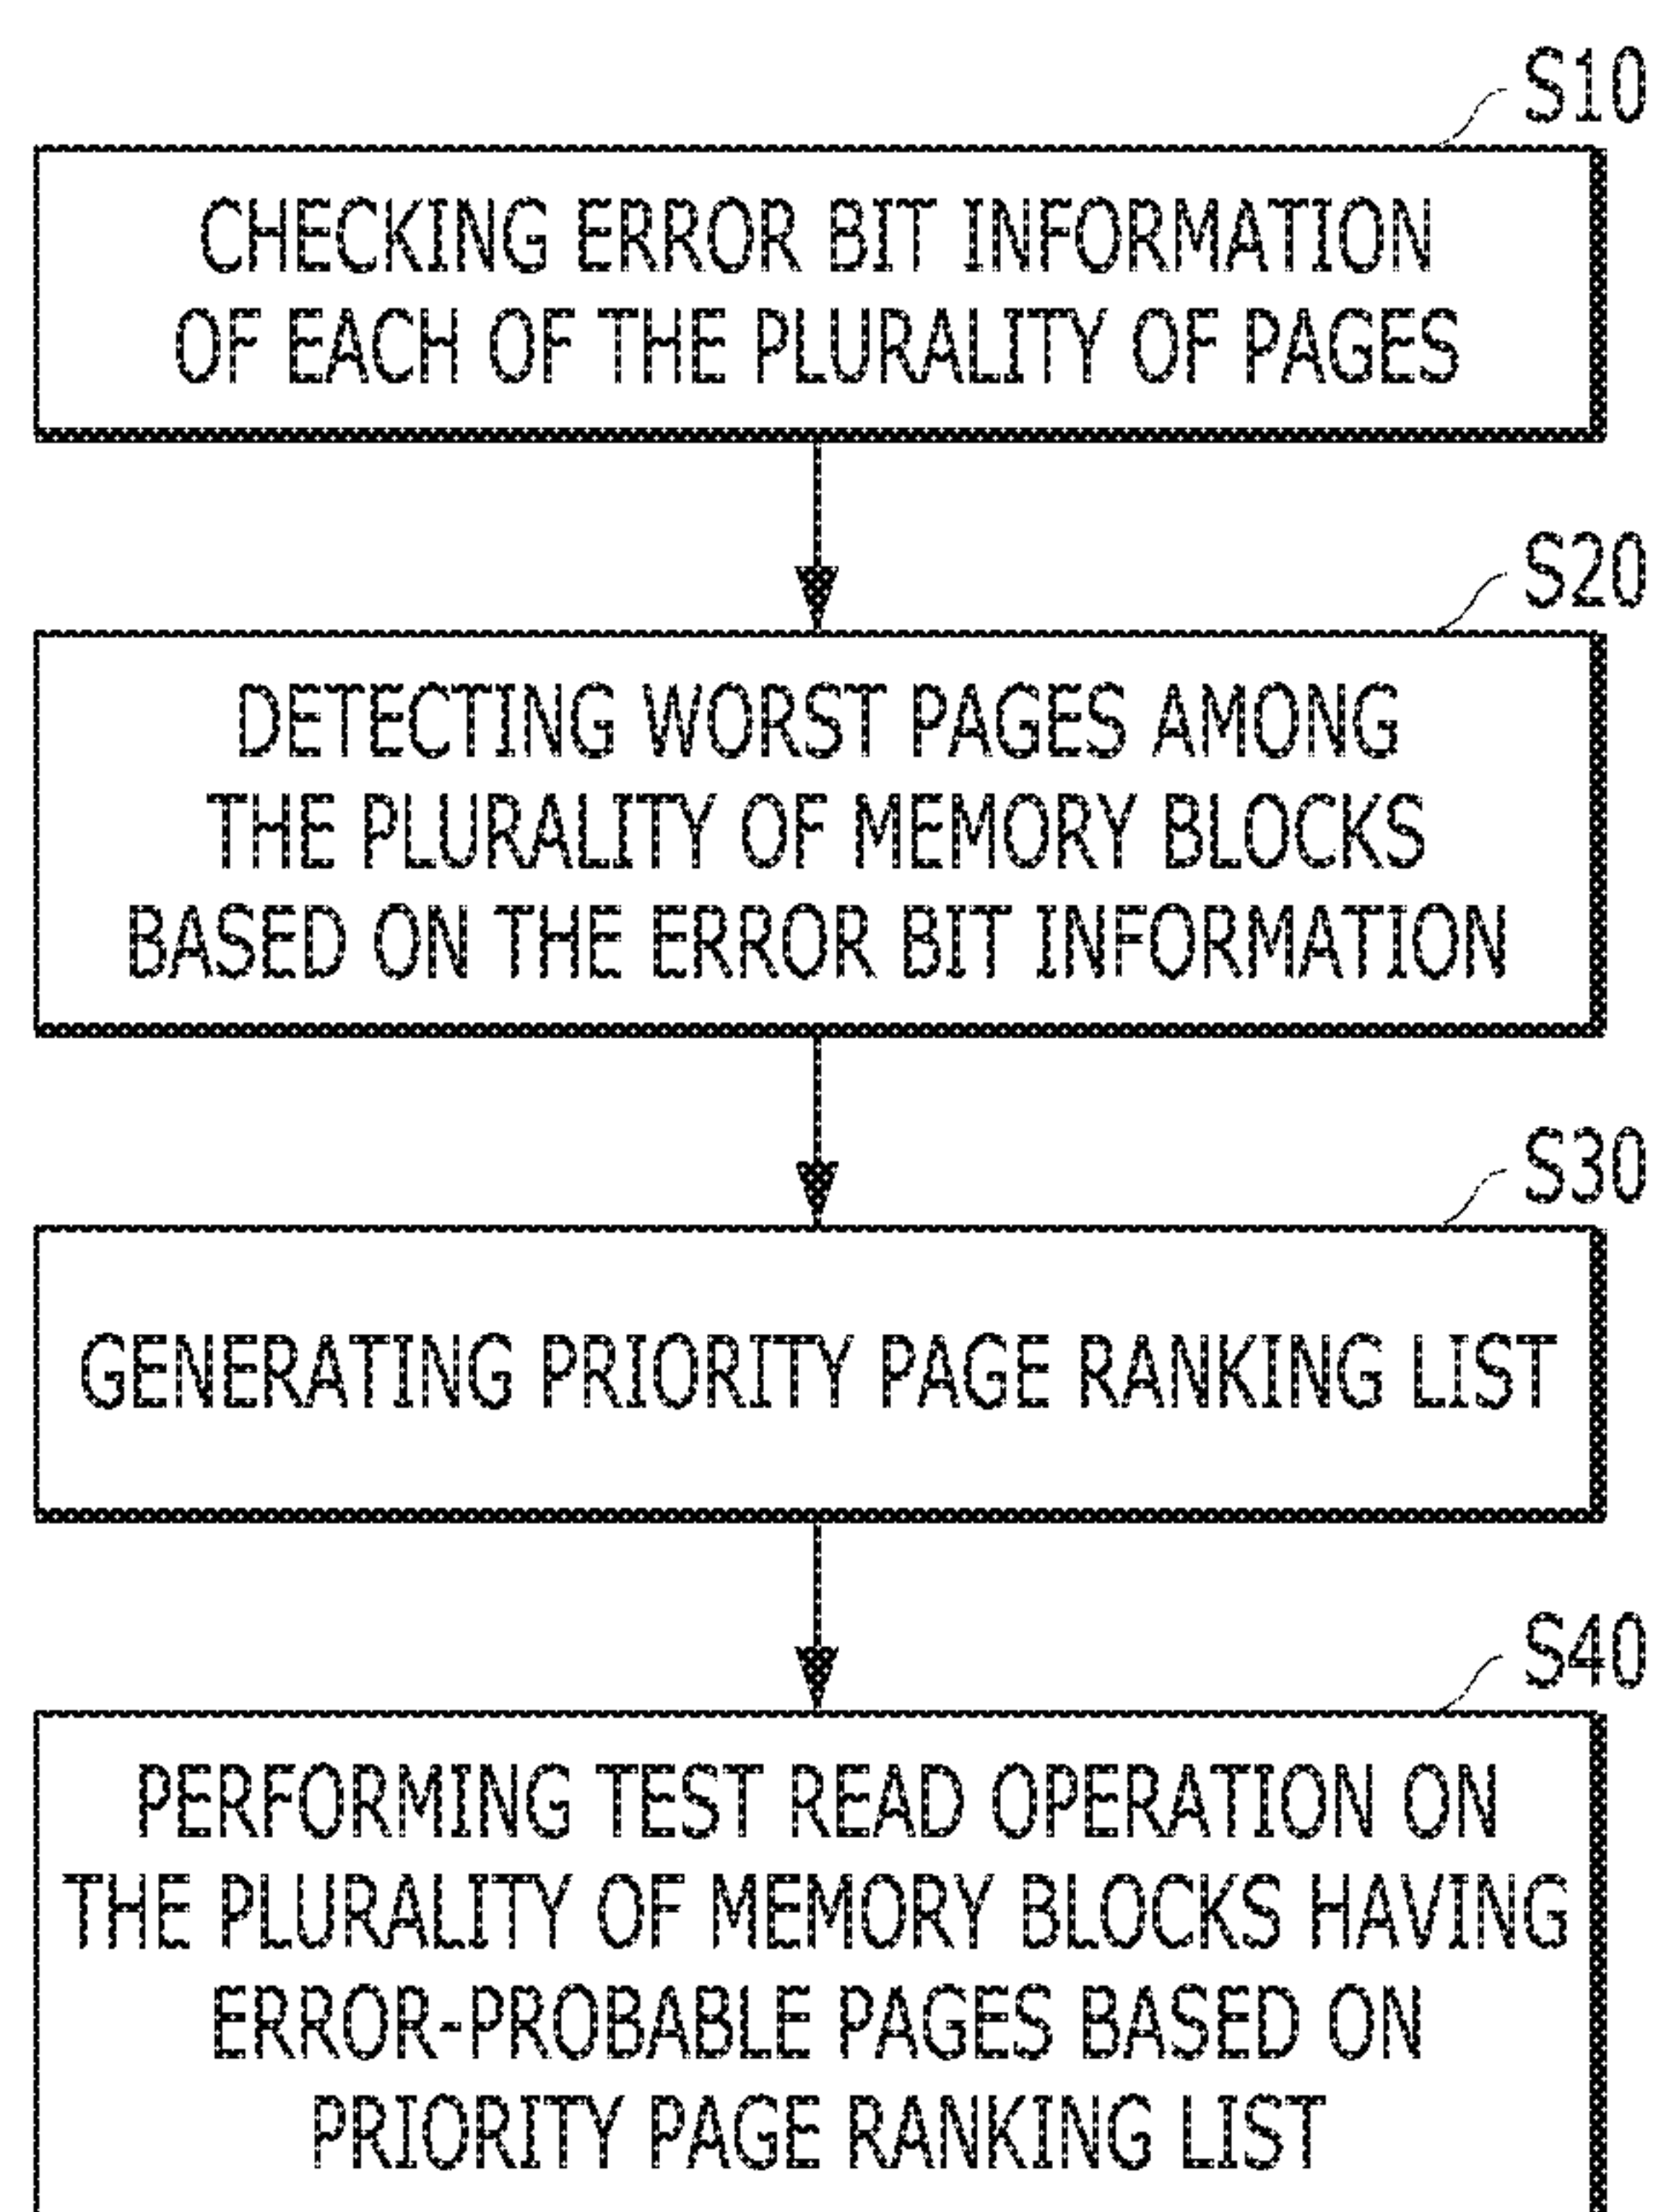 S10
CHECKING ERROR BIT INFORMATION
OF EACH OF THE PLURALITY OF PAGES
S20
DETECTING WORST PAGES AMONG
THE PLURALITY OF MEMORY BLOCKS
BASED ON THE ERROR BIT INFORMATION
S30
GENERATING PRIORITY PAGE RANKING LIST
S40
PERFORMING TEST READ OPERATION ON
THE PLURALITY OF MEMORY BLOCKS HAVING
ERROR-PROBABLE PAGES BASED ON
PRIORITY PAGE RANKING LIST